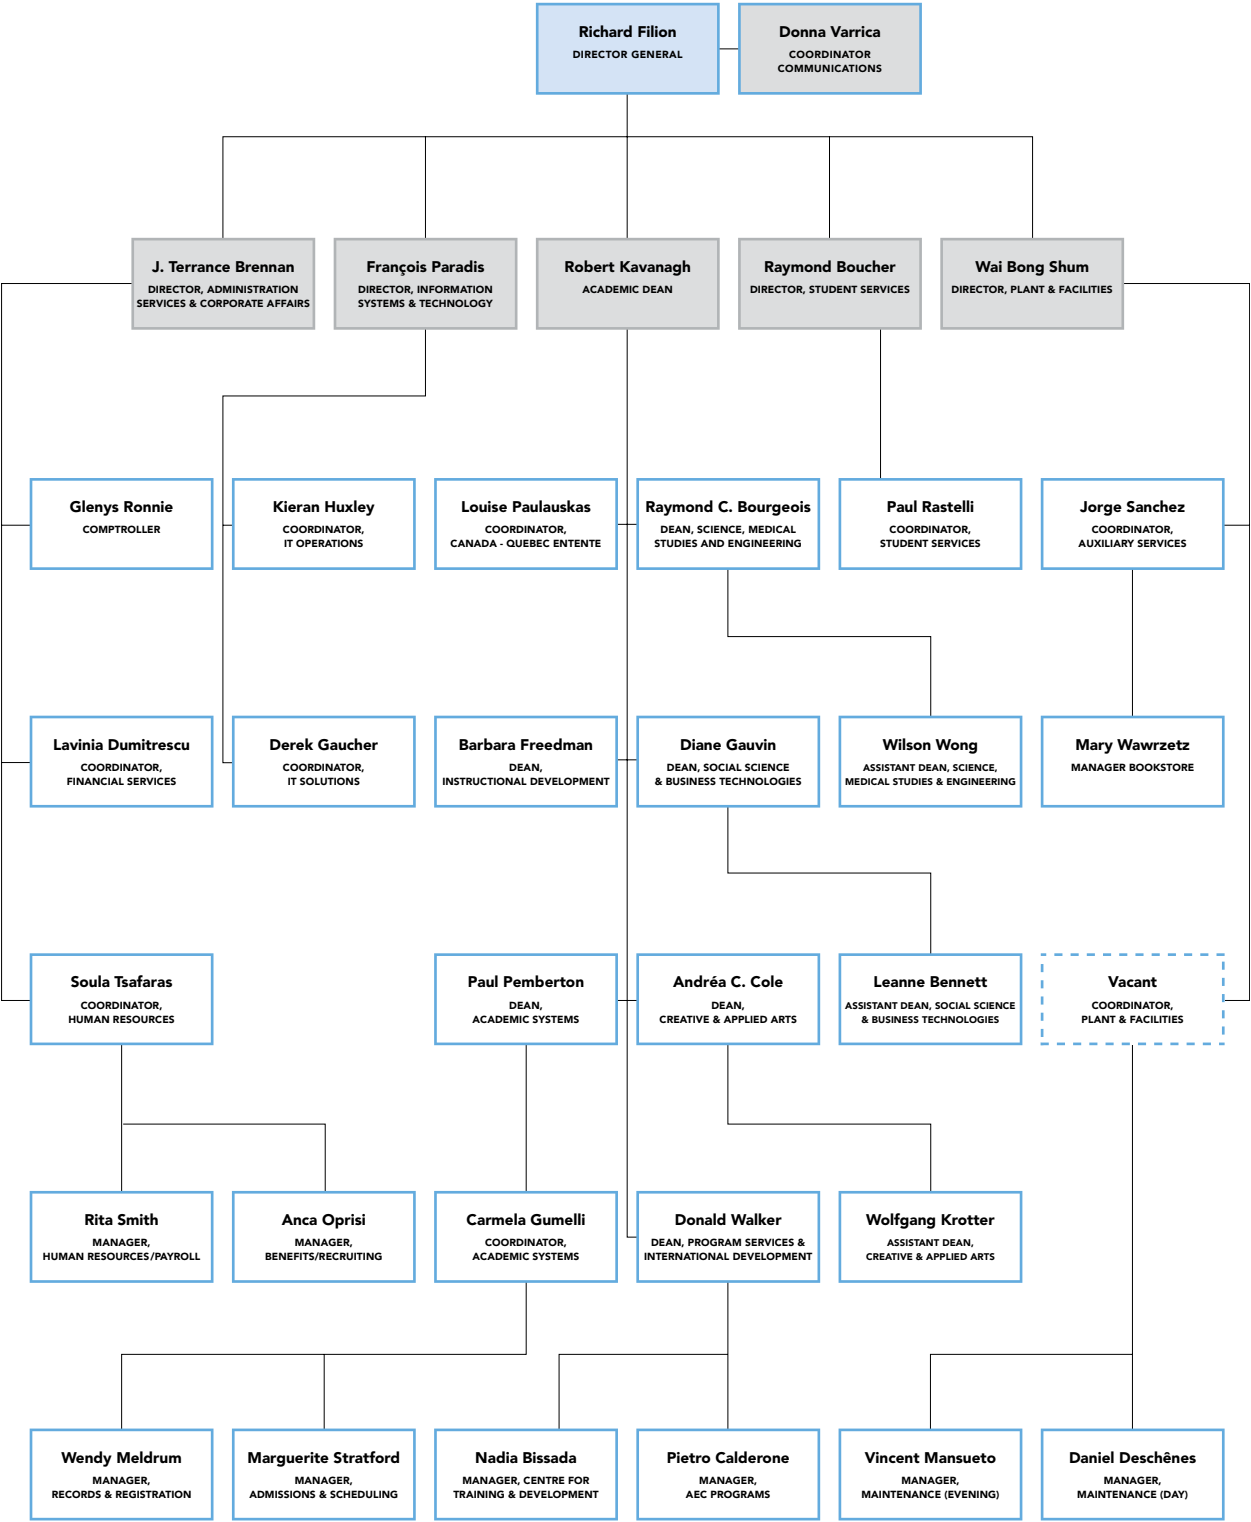 Richard Filion
DIRECTOR GENERAL
Donna Varrica
COORDINATOR
COMMUNICATIONS
J. Terrance Brennan
DIRECTOR, ADMINISTRATION
SERVICES & CORPORATE AFFAIRS
François Paradis
DIRECTOR, INFORMATION
SYSTEMS & TECHNOLOGY
Robert Kavanagh
ACADEMIC DEAN
Raymond Boucher
DIRECTOR, STUDENT SERVICES
Wai Bong Shum
DIRECTOR, PLANT & FACILITIES
Glenys Ronnie
COMPTROLLER
Kieran Huxley
COORDINATOR,
IT OPERATIONS
Louise Paulauskas
COORDINATOR,
CANADA - QUEBEC ENTENTE
Raymond C. Bourgeois
DEAN, SCIENCE, MEDICAL
STUDIES AND ENGINEERING
Paul Rastelli
COORDINATOR,
STUDENT SERVICES
Jorge Sanchez
COORDINATOR,
AUXILIARY SERVICES
Lavinia Dumitrescu
COORDINATOR,
FINANCIAL SERVICES
Derek Gaucher
COORDINATOR,
IT SOLUTIONS
Barbara Freedman
DEAN,
INSTRUCTIONAL DEVELOPMENT
Diane Gauvin
DEAN, SOCIAL SCIENCE
& BUSINESS TECHNOLOGIES
Wilson Wong
ASSISTANT DEAN, SCIENCE,
MEDICAL STUDIES & ENGINEERING
Mary Wawrzetz
MANAGER BOOKSTORE
Soula Tsafaras
COORDINATOR,
HUMAN RESOURCES
Paul Pemberton
DEAN,
ACADEMIC SYSTEMS
Andréa C. Cole
DEAN,
CREATIVE & APPLIED ARTS
Leanne Bennett
ASSISTANT DEAN, SOCIAL SCIENCE
& BUSINESS TECHNOLOGIES
Vacant
COORDINATOR,
PLANT & FACILITIES
Rita Smith
MANAGER,
HUMAN RESOURCES/PAYROLL
Anca Oprisi
MANAGER,
BENEFITS/RECRUITING
Carmela Gumelli
COORDINATOR,
ACADEMIC SYSTEMS
Donald Walker
DEAN, PROGRAM SERVICES &
INTERNATIONAL DEVELOPMENT
Wolfgang Krotter
ASSISTANT DEAN,
CREATIVE & APPLIED ARTS
Wendy Meldrum
MANAGER,
RECORDS & REGISTRATION
Marguerite Stratford
MANAGER,
ADMISSIONS & SCHEDULING
Nadia Bissada
MANAGER, CENTRE FOR
TRAINING & DEVELOPMENT
Pietro Calderone
MANAGER,
AEC PROGRAMS
Vincent Mansueto
MANAGER,
MAINTENANCE (EVENING)
Daniel Deschênes
MANAGER,
MAINTENANCE (DAY)